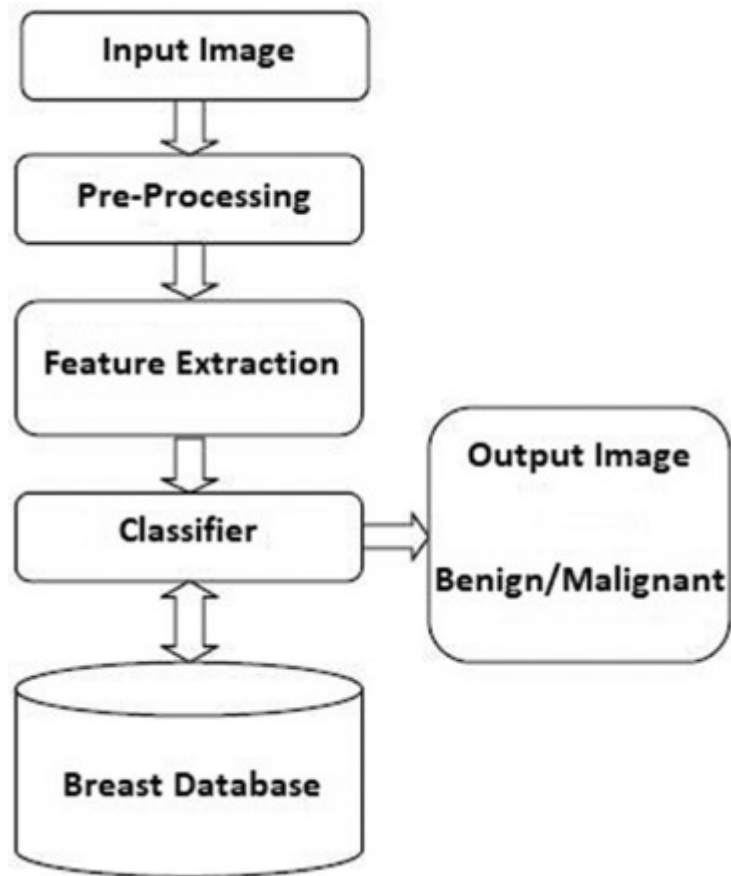 Input Image
Pre-Processing
Feature Extraction
Classifier
Output Image
Benign/Malignant
Breast Database